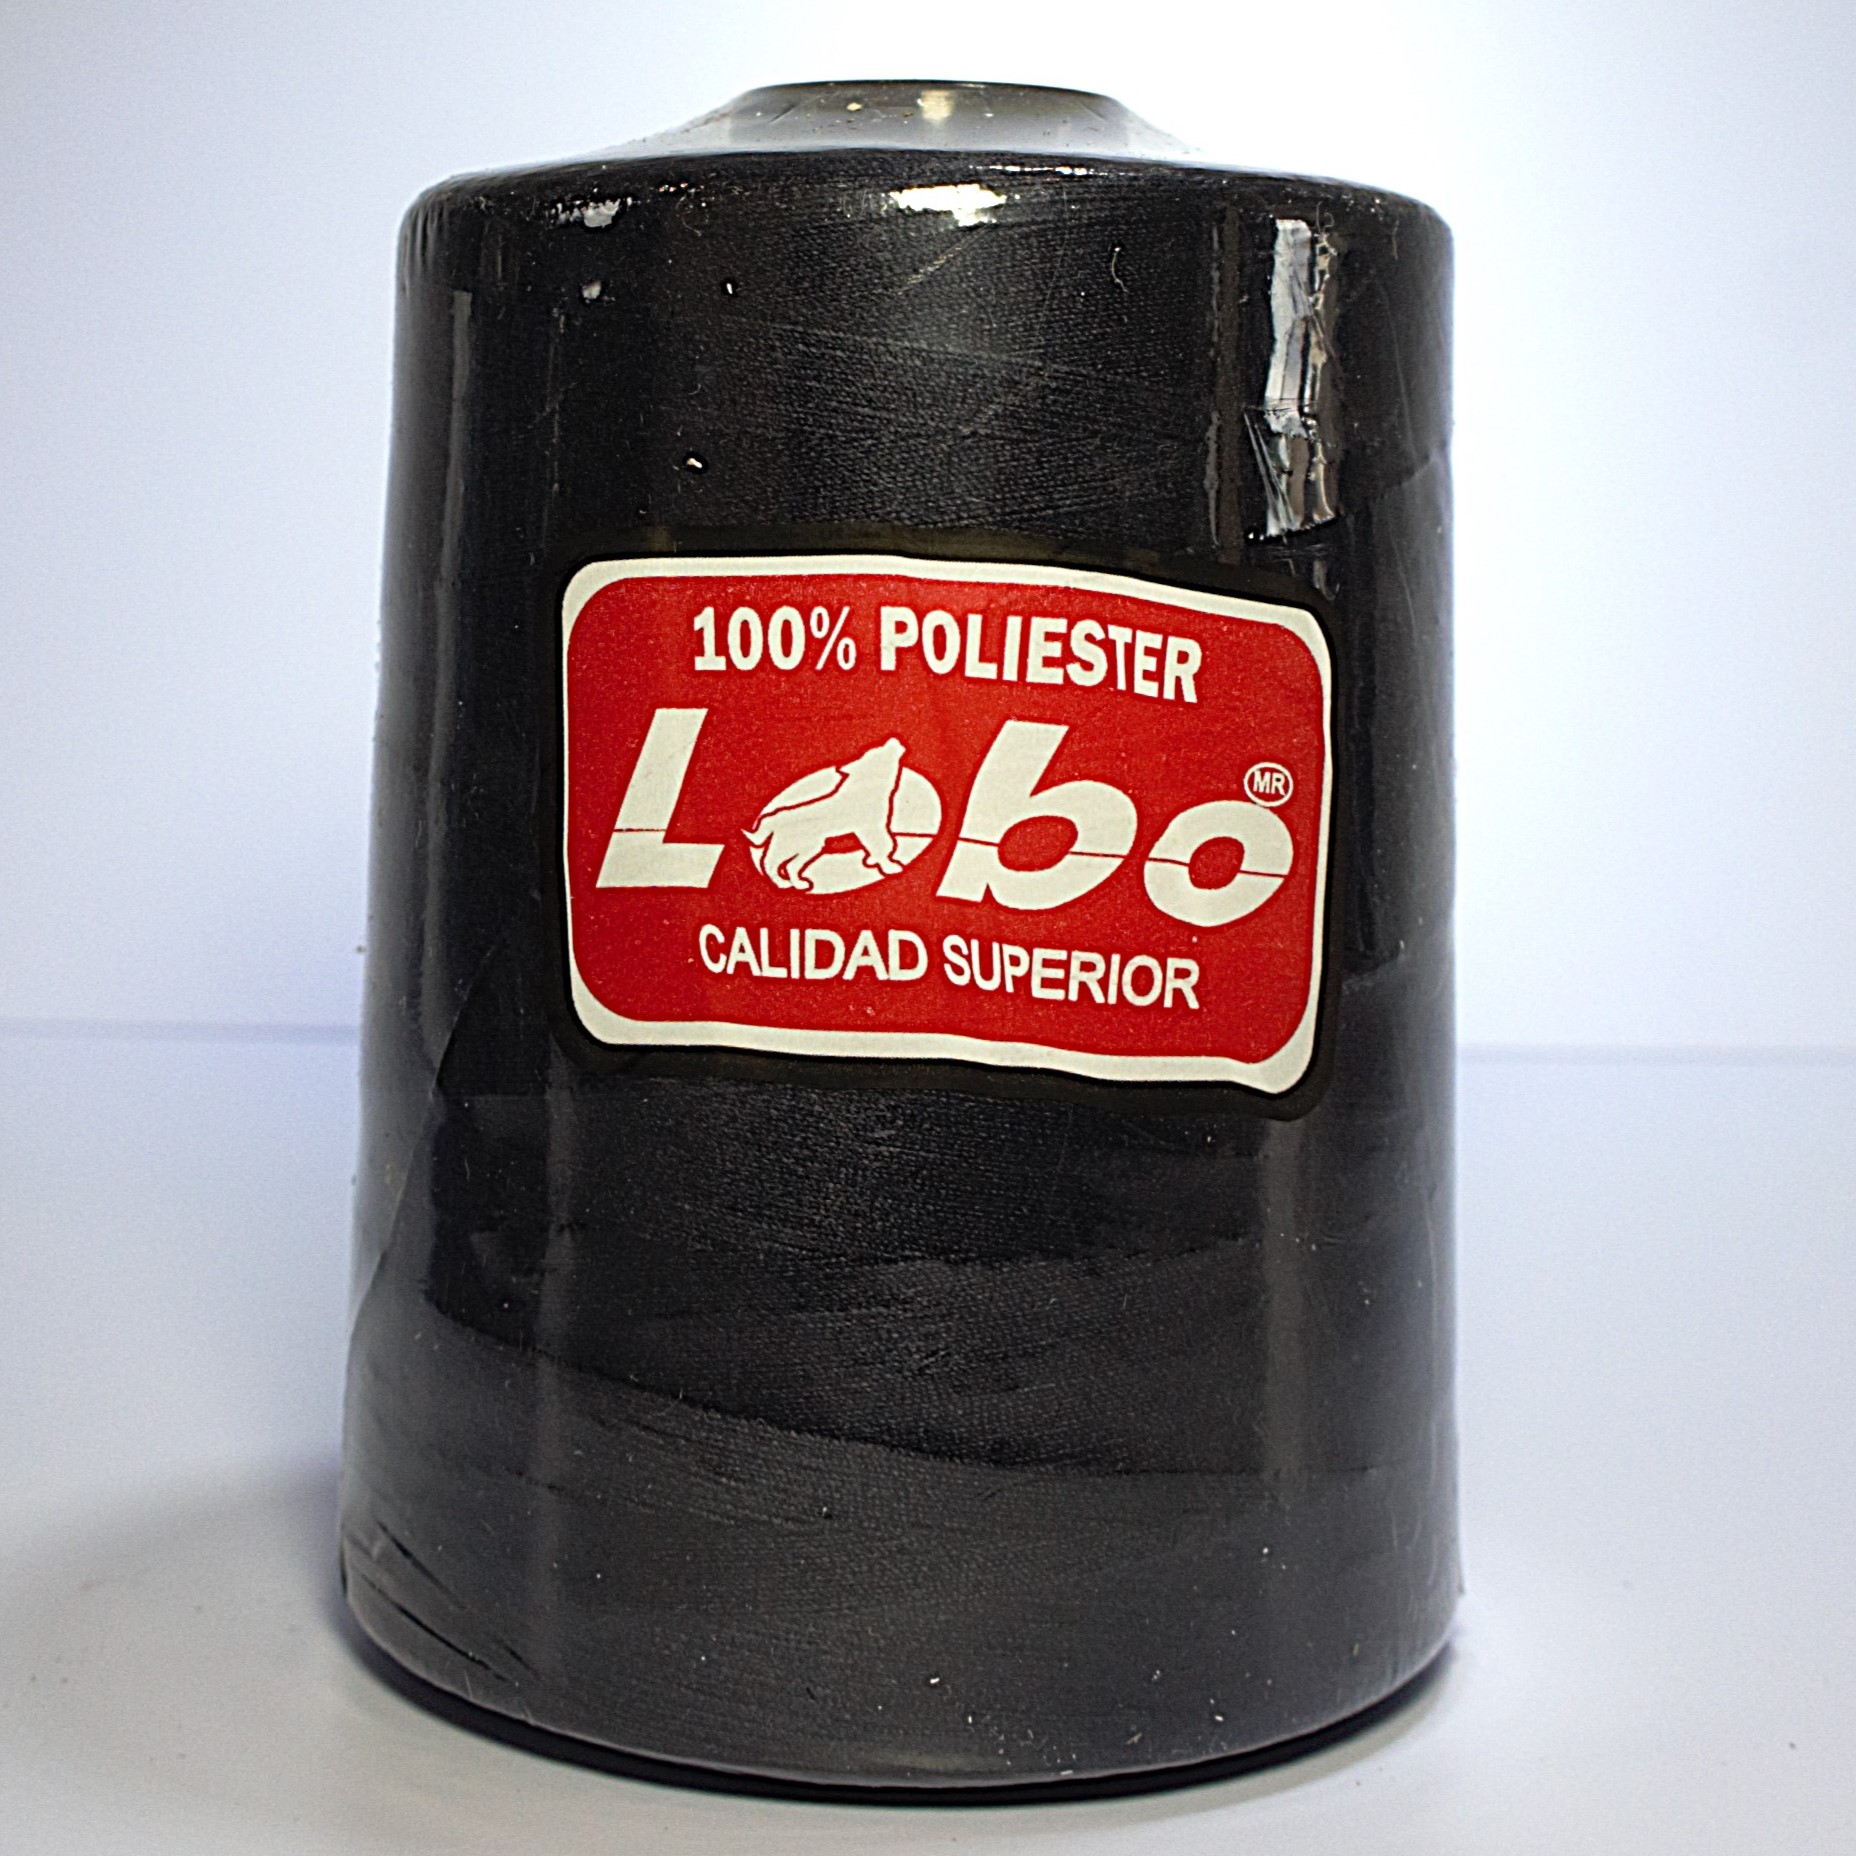 100% POLIESTER
Lobo MR
CALIDAD SUPERIOR